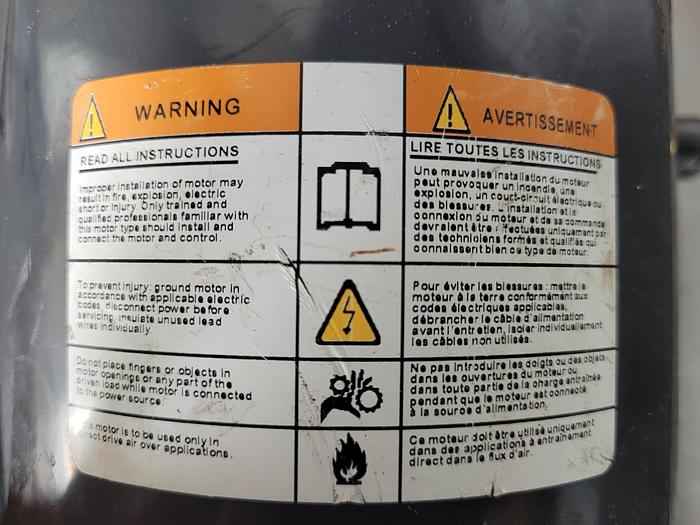 WARNING
READ ALL INSTRUCTIONS
Improper installation of motor may
result in fire, explosion, electric
short or injury. Only trained and
qualified professionals familiar with
this motor type should install and
connect the motor and control.
To prevent injury: ground motor in
accordance with applicable electric
codes, disconnect power before
servicing, insulate unused lead
wires individually.
Do not place fingers or objects in
motor openings or any part of the
driven load while motor is connected
to the power source.
motor is to be used only in
direct drive air over applications.
AVERTISSEMENT
LIRE TOUTES LES INSTRUCTIONS
Une mauvaise installation du moteur
peut provoquer un incendie, une
explosion, un court-circuit électrique ou
des blessures. L'installation et la
connexion du moteur et de sa commande
devraient être effectuées uniquement par
des techniciens formés et qualifiés qui
connaissent bien ce type de moteur.
Pour éviter les blessures : mettre le
moteur à la terre conformément aux
codes électriques applicables,
débrancher le câble d'alimentation
avant l'entretien, isoler individuellement
les câbles non utilisés.
Ne pas introduire les doigts ou des objets
dans les ouvertures du moteur ou
dans toute partie de la charge entraînée
pendant que le moteur est connecté
à la source d'alimentation.
Ce moteur doit être utilisé uniquement
dans des applications à entraînement
direct dans le flux d'air.